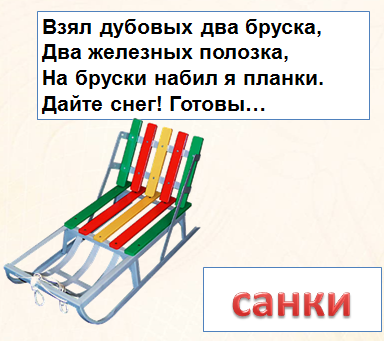 Взял дубовых два бруска,
Два железных полозка,
На бруски набил я планки.
Дайте снег! Готовы…
санки